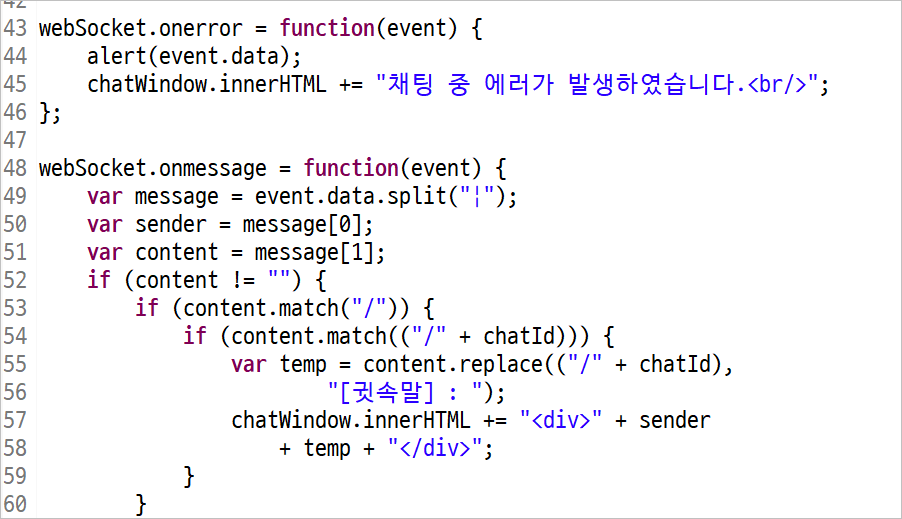 42
43 webSocket.onerror = function(event) {
44     alert(event.data);
45     chatWindow.innerHTML += "채팅 중 에러가 발생하였습니다.<br/>";
46 };
47
48 webSocket.onmessage = function(event) {
49     var message = event.data.split("¦");
50     var sender = message[0];
51     var content = message[1];
52     if (content != "") {
53         if (content.match("/")) {
54             if (content.match(("/" + chatId))) {
55                 var temp = content.replace(("/" + chatId),
56                         "[귓속말] : ");
57                 chatWindow.innerHTML += "<div>" + sender
58                     + temp + "</div>";
59             }
60         }